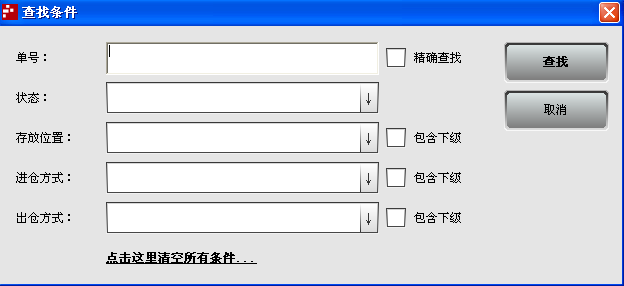 查找条件
单号：
精确查找
查找
状态：
取消
存放位置：
包含下级
进仓方式：
包含下级
出仓方式：
包含下级
点击这里清空所有条件...